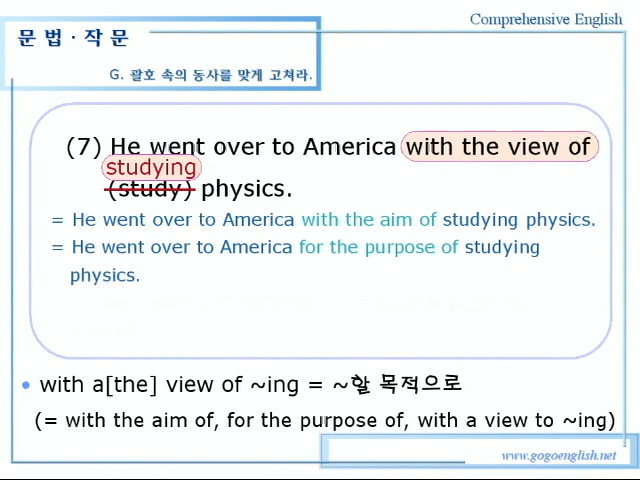 Comprehensive English
문 법 · 작 문
G. 괄호 속의 동사를 맞게 고쳐라.
(7) He went over to America with the view of
studying
(study) physics.
= He went over to America with the aim of studying physics.
= He went over to America for the purpose of studying
physics.
• with a[the] view of ~ing = ~할 목적으로
(= with the aim of, for the purpose of, with a view to ~ing)
www.gogoenglish.net